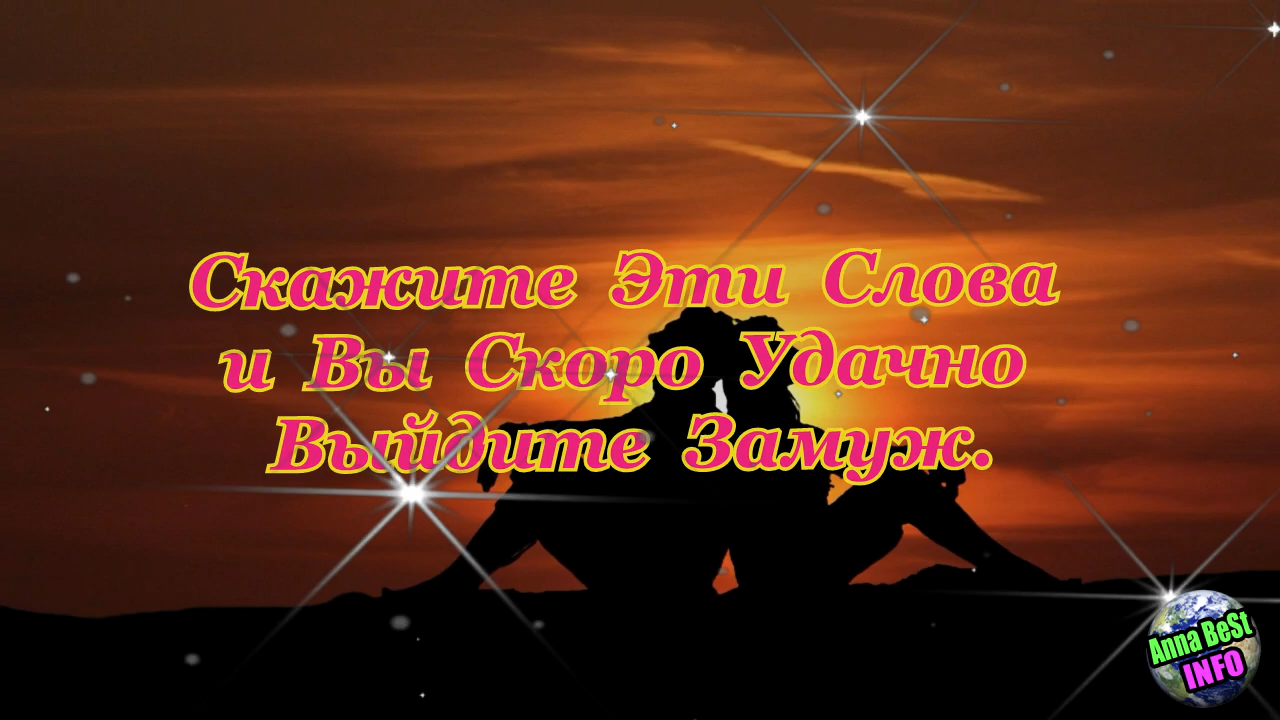 Скажите Эти Слова
и Вы Скоро Удачно
Выйдите Замуж.
Anna BeSt
INFO